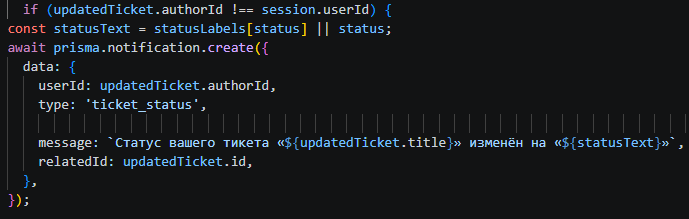 if (updatedTicket.authorId !== session.userId) {
const statusText = statusLabels[status] || status;
await prisma.notification.create({
data: {
userId: updatedTicket.authorId,
type: 'ticket_status',
message: `Статус вашего тикета «${updatedTicket.title}» изменён на «${statusText}»`,
relatedId: updatedTicket.id,
},
});